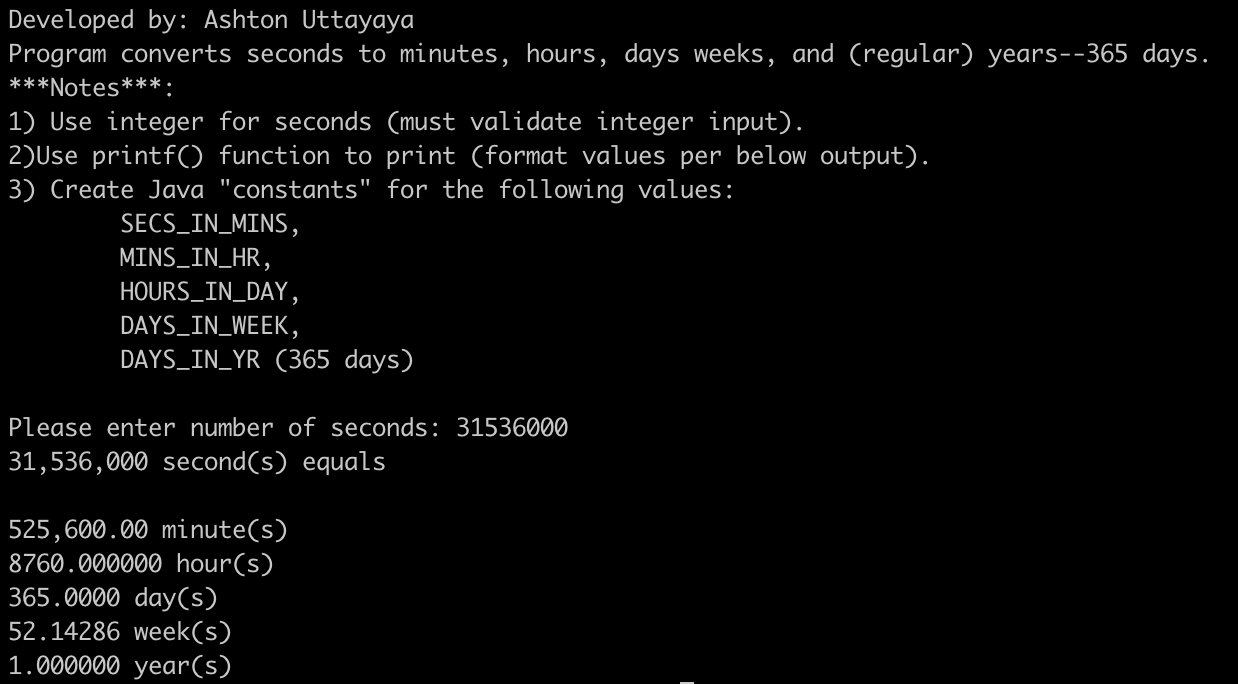 Developed by: Ashton Uttayaya
Program converts seconds to minutes, hours, days weeks, and (regular) years--365 days.
***Notes***:
1) Use integer for seconds (must validate integer input).
2)Use printf() function to print (format values per below output).
3) Create Java "constants" for the following values:
SECS_IN_MINS,
MINS_IN_HR,
HOURS_IN_DAY,
DAYS_IN_WEEK,
DAYS_IN_YR (365 days)
Please enter number of seconds: 31536000
31,536,000 second(s) equals
525,600.00 minute(s)
8760.000000 hour(s)
365.0000 day(s)
52.14286 week(s)
1.000000 year(s)